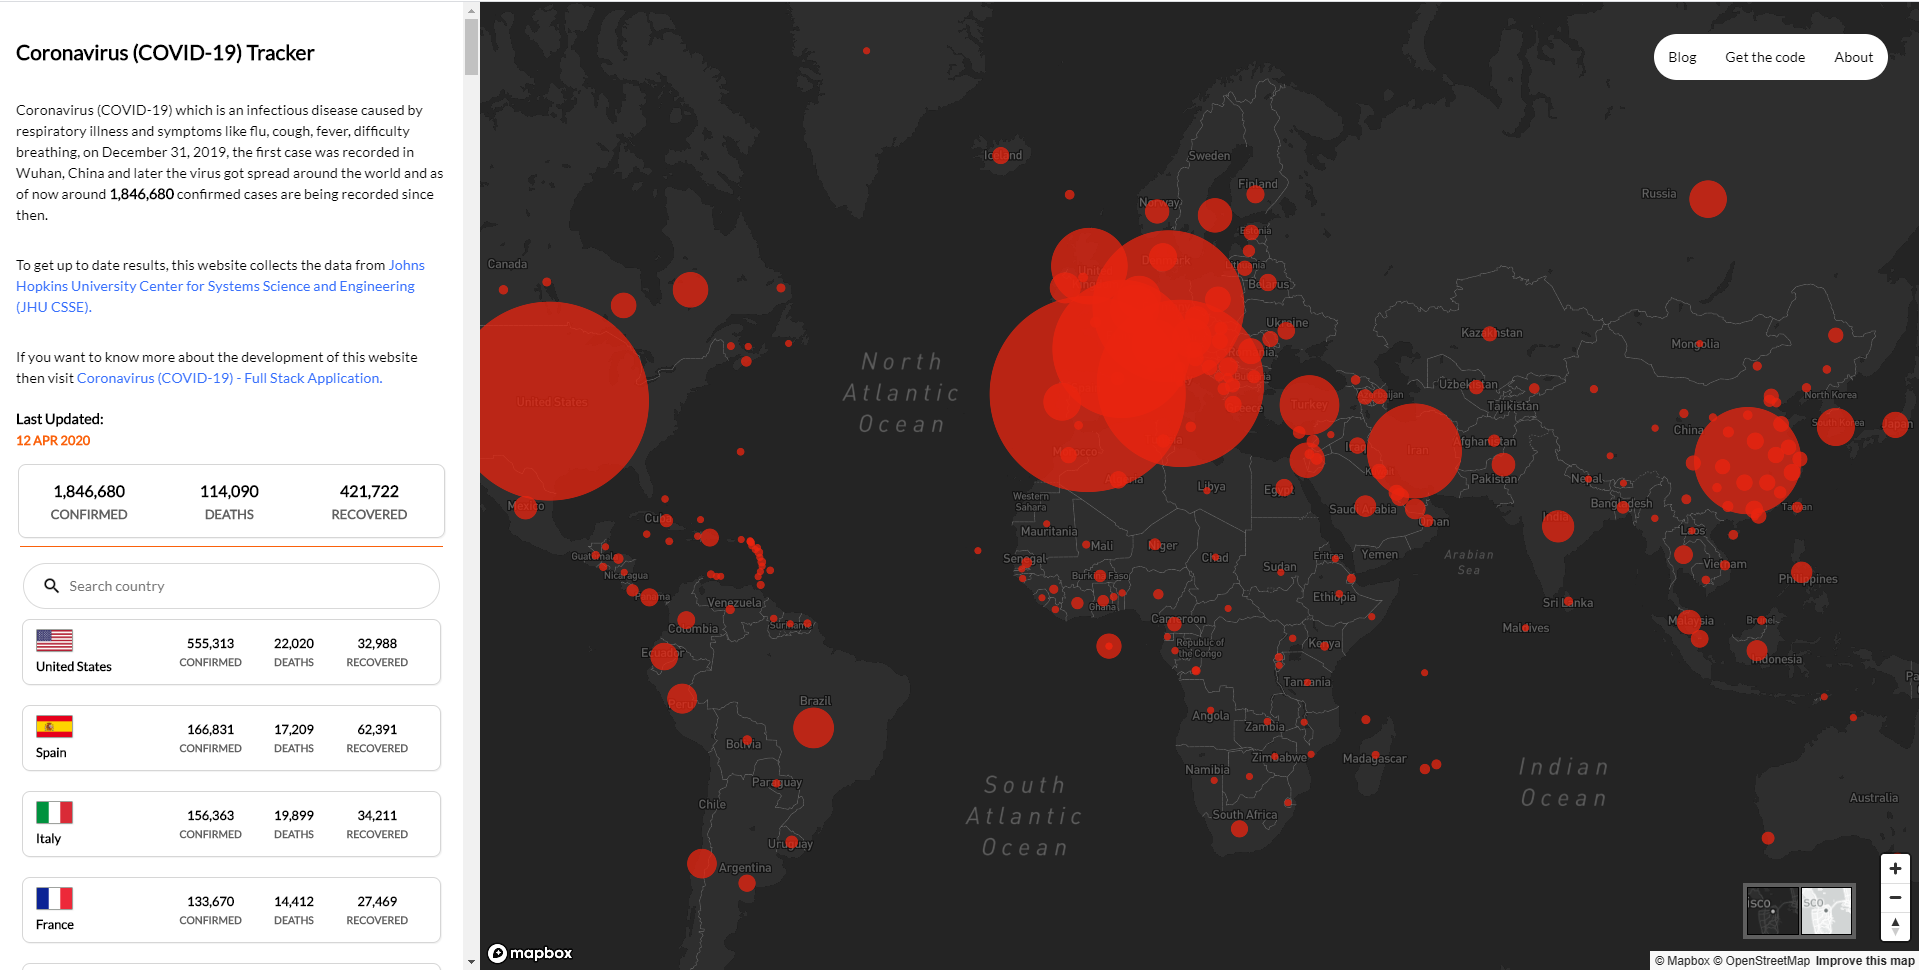 Coronavirus (COVID-19) Tracker
Coronavirus (COVID-19) which is an infectious disease caused by
respiratory illness and symptoms like flu, cough, fever, difficulty
breathing, on December 31, 2019, the first case was recorded in
Wuhan, China and later the virus got spread around the world and as
of now around 1,846,680 confirmed cases are being recorded since
then.
To get up to date results, this website collects the data from Johns
Hopkins University Center for Systems Science and Engineering
(JHU CSSE).
If you want to know more about the development of this website
then visit Coronavirus (COVID-19) - Full Stack Application.
Last Updated:
12 APR 2020
1,846,680 114,090 421,722
CONFIRMED DEATHS RECOVERED
Search country
555,313 22,020 32,988
CONFIRMED DEATHS RECOVERED
United States
166,831 17,209 62,391
CONFIRMED DEATHS RECOVERED
Spain
156,363 19,899 34,211
CONFIRMED DEATHS RECOVERED
Italy
133,670 14,412 27,469
CONFIRMED DEATHS RECOVERED
France
Blog Get the code About
Iceland
Sweden
Finland
Norway
Russia
Estonia
Canada
Lithuania
Belarus
Ukraine
Kazakhstan
Mongolia
North
Atlantic
Ocean
United States
Turkey
Azerbaijan
Uzbekistan
Tajikistan
North Korea
South Korea
Japan
China
Morocco
Iraq
Iran
Afghanistan
Pakistan
Nepal
Algeria
Libya
Egypt
Kuwait
Western
Sahara
Mexico
Cuba
Saudi Arabia
Oman
Bangladesh
Taiwan
India
Laos
Mauritania
Mali
Niger
Chad
Senegal
Sudan
Eritrea
Yemen
Arabian
Sea
Guatemala
Nicaragua
Burkina Faso
Vietnam
Philippines
Panama
Venezuela
Ghana
Ethiopia
Sri Lanka
Colombia
Suriname
Cameroon
Maldives
Malaysia
Brunei
Ecuador
Republic of
the Congo
Kenya
Indonesia
Tanzania
Peru
Brazil
Angola
Zambia
Bolivia
Zimbabwe
Madagascar
Namibia
Paraguay
Chile
South
Atlantic
Ocean
Indian
Ocean
Australia
South Africa
Uruguay
Argentina
isco sco
mapbox
© Mapbox © OpenStreetMap Improve this map